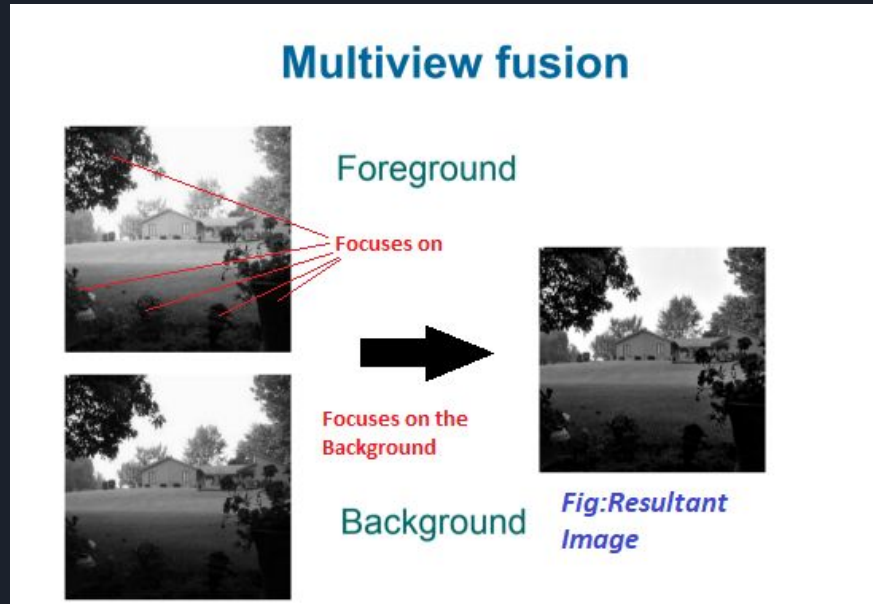 Multiview fusion
Foreground
Focuses on
Focuses on the
Background
Background
Fig:Resultant
Image